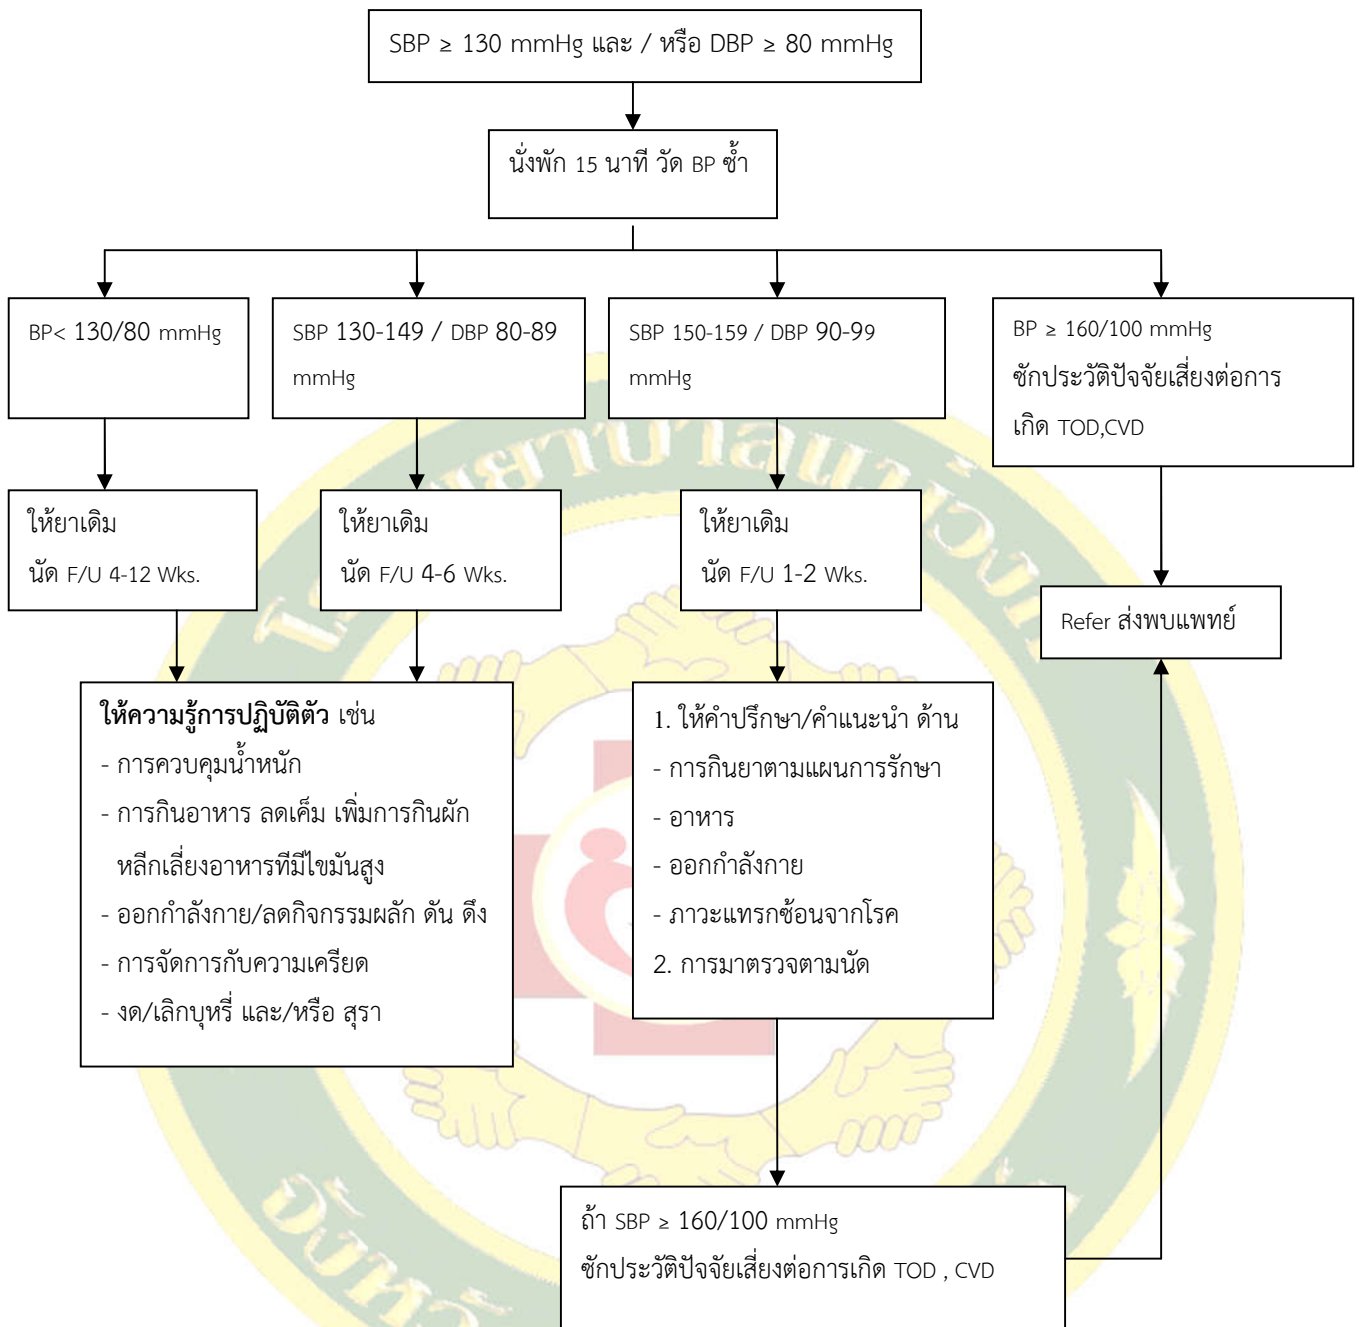 SBP ≥ 130 mmHg และ / หรือ DBP ≥ 80 mmHg
นั่งพัก 15 นาที วัด BP ซ้ำ
BP< 130/80 mmHg
SBP 130-149 / DBP 80-89
mmHg
SBP 150-159 / DBP 90-99
mmHg
BP ≥ 160/100 mmHg
ซักประวัติปัจจัยเสี่ยงต่อการ
เกิด TOD,CVD
ให้ยาเดิม
นัด F/U 4-12 Wks.
ให้ยาเดิม
นัด F/U 4-6 Wks.
ให้ยาเดิม
นัด F/U 1-2 Wks.
Refer ส่งพบแพทย์
ให้ความรู้การปฏิบัติตัว เช่น
- การควบคุมน้ำหนัก
- การกินอาหาร ลดเค็ม เพิ่มการกินผัก
หลีกเลี่ยงอาหารทีมีไขมันสูง
- ออกกำลังกาย/ลดกิจกรรมผลัก ดัน ดึง
- การจัดการกับความเครียด
- งด/เลิกบุหรี่ และ/หรือ สุรา
1. ให้คำปรึกษา/คำแนะนำ ด้าน
- การกินยาตามแผนการรักษา
- อาหาร
- ออกกำลังกาย
- ภาวะแทรกซ้อนจากโรค
2. การมาตรวจตามนัด
ถ้า SBP ≥ 160/100 mmHg
ซักประวัติปัจจัยเสี่ยงต่อการเกิด TOD , CVD